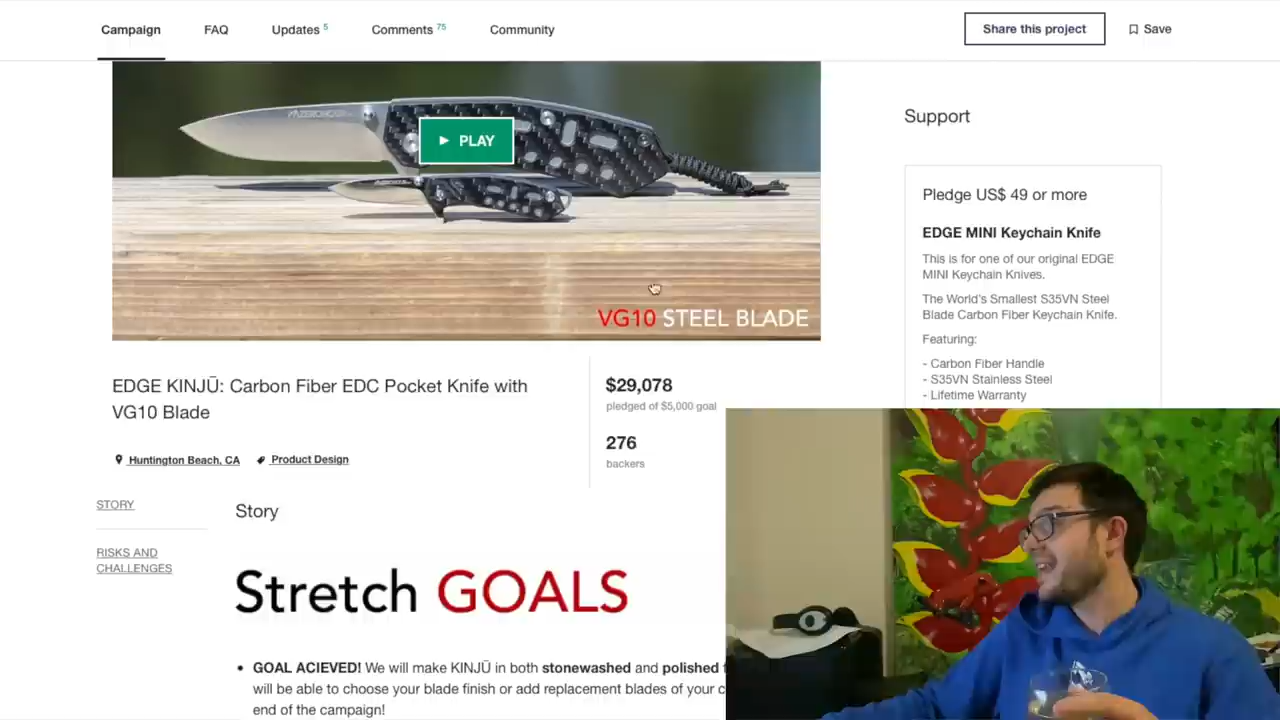 Campaign FAQ Updates 5 Comments 75 Community Share this project Save
PLAY
VG10 STEEL BLADE
EDGE KINJŪ: Carbon Fiber EDC Pocket Knife with
VG10 Blade
Huntington Beach, CA Product Design
$29,078
pledged of $5,000 goal
276
backers
Support
Pledge US$ 49 or more
EDGE MINI Keychain Knife
This is for one of our original EDGE
MINI Keychain Knives.
The World's Smallest S35VN Steel
Blade Carbon Fiber Keychain Knife.
Featuring:
- Carbon Fiber Handle
- S35VN Stainless Steel
- Lifetime Warranty
STORY
RISKS AND
CHALLENGES
Story
Stretch GOALS
• GOAL ACIEVED! We will make KINJŪ in both stonewashed and polished
will be able to choose your blade finish or add replacement blades of your
end of the campaign!